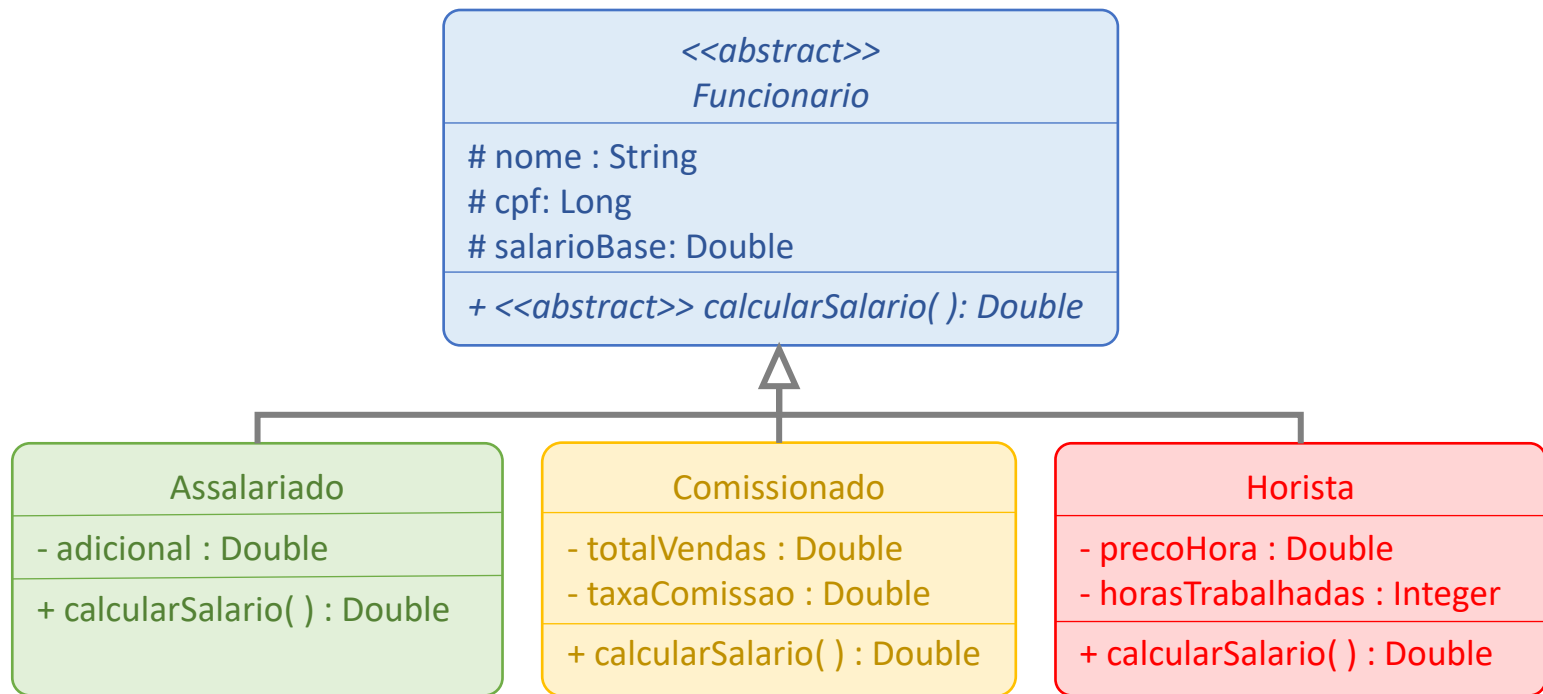 <<abstract>>
Funcionario
# nome : String
# cpf: Long
# salarioBase: Double
+ <<abstract>> calcularSalario( ): Double
Assalariado
- adicional : Double
+ calcularSalario( ) : Double
Comissionado
- totalVendas : Double
- taxaComissao : Double
+ calcularSalario( ) : Double
Horista
- precoHora : Double
- horasTrabalhadas : Integer
+ calcularSalario( ) : Double